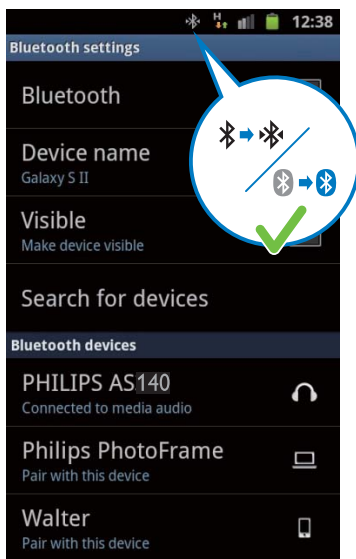 H 12:38
Bluetooth settings
Bluetooth
Device name
Galaxy S II
Visible
Make device visible
Search for devices
Bluetooth devices
PHILIPS AS140
Connected to media audio
Philips PhotoFrame
Pair with this device
Walter
Pair with this device